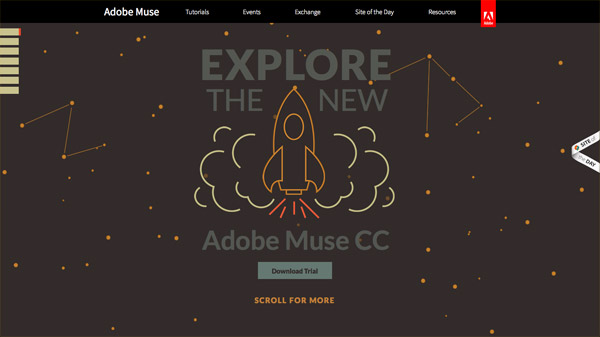 Adobe Muse Tutorials Events Exchange Site of the Day Resources
Adobe
EXPLORE
THE NEW
SITE of
the DAY
Adobe Muse CC
Download Trial
SCROLL FOR MORE